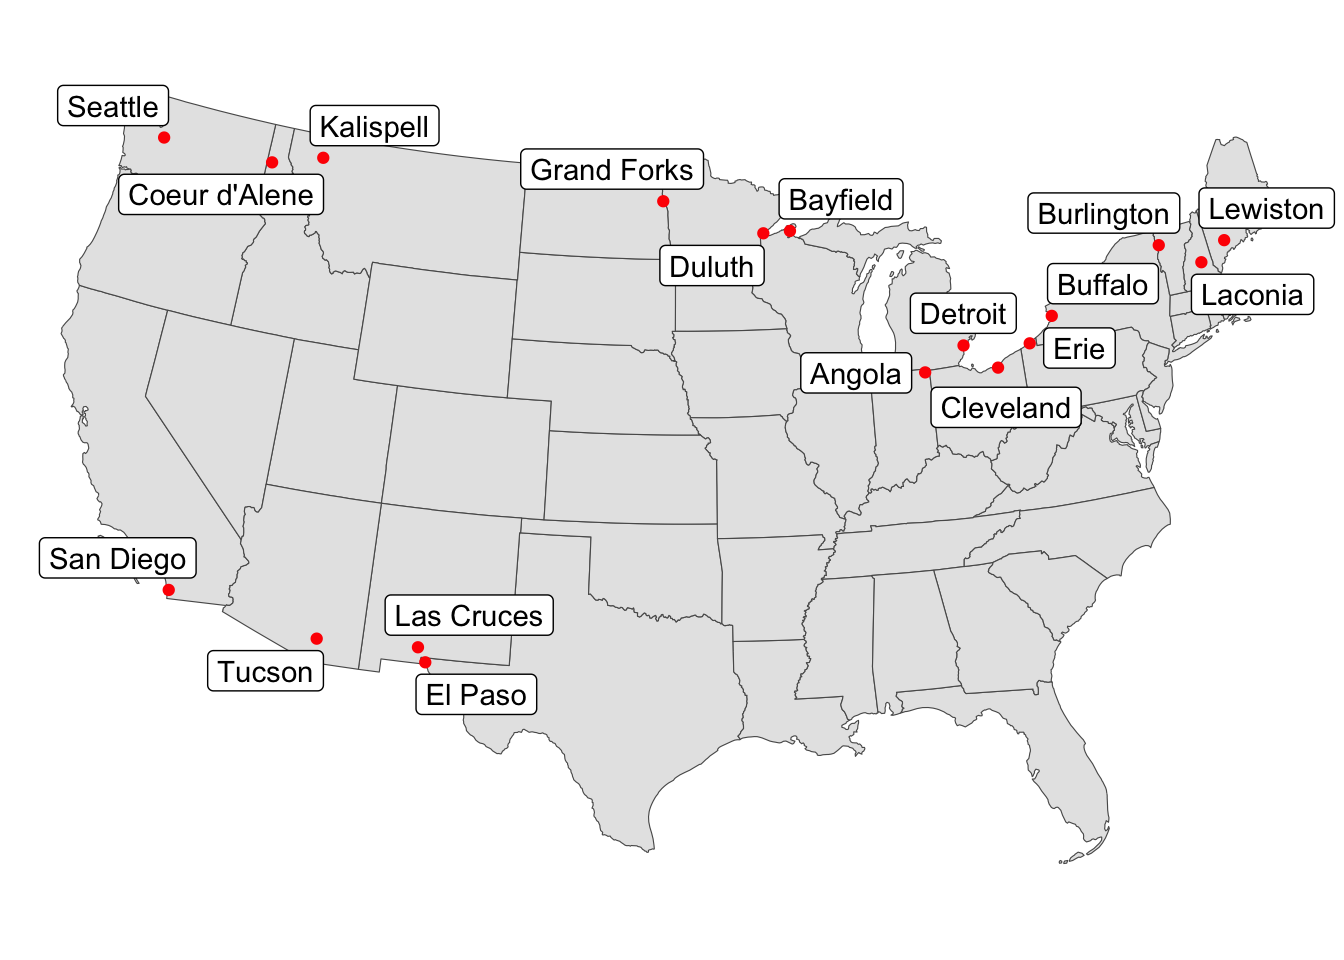 Seattle
Kalispell
Grand Forks
Coeur d'Alene
Bayfield
Burlington
Lewiston
Duluth
Buffalo
Laconia
Detroit
Erie
Angola
Cleveland
San Diego
Las Cruces
Tucson
El Paso